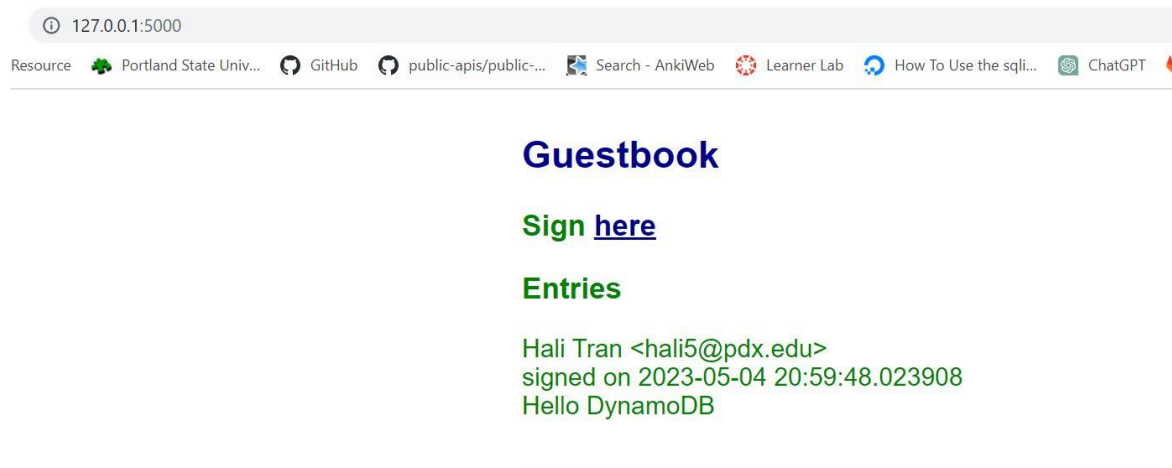 127.0.0.1:5000
Resource Portland State Univ... GitHub public-apis/public-... Search - AnkiWeb Learner Lab How To Use the sqli... ChatGPT
Guestbook
Sign here
Entries
Hali Tran <hali5@pdx.edu>
signed on 2023-05-04 20:59:48.023908
Hello DynamoDB